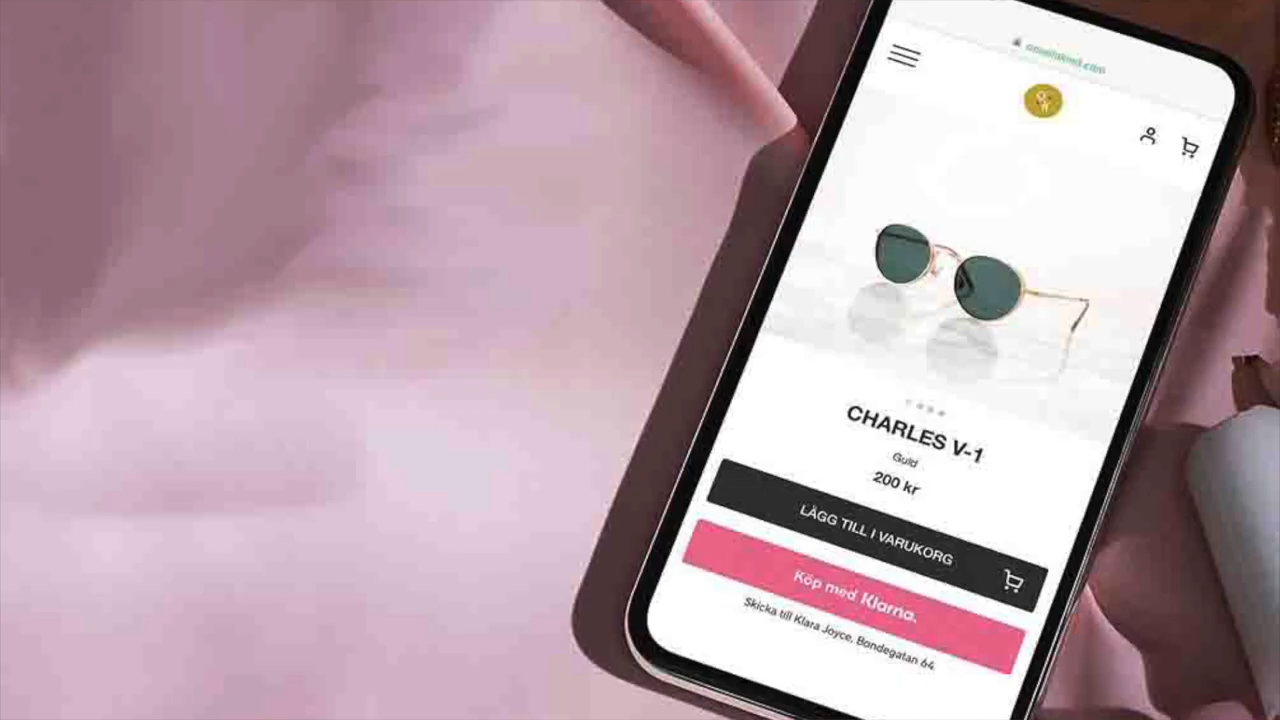 CHARLES V-1
Guld
200 kr
LÄGG TILL I VARUKORG
Köp med Klarna.
Skicka till Klara Joyce, Bondegatan 64